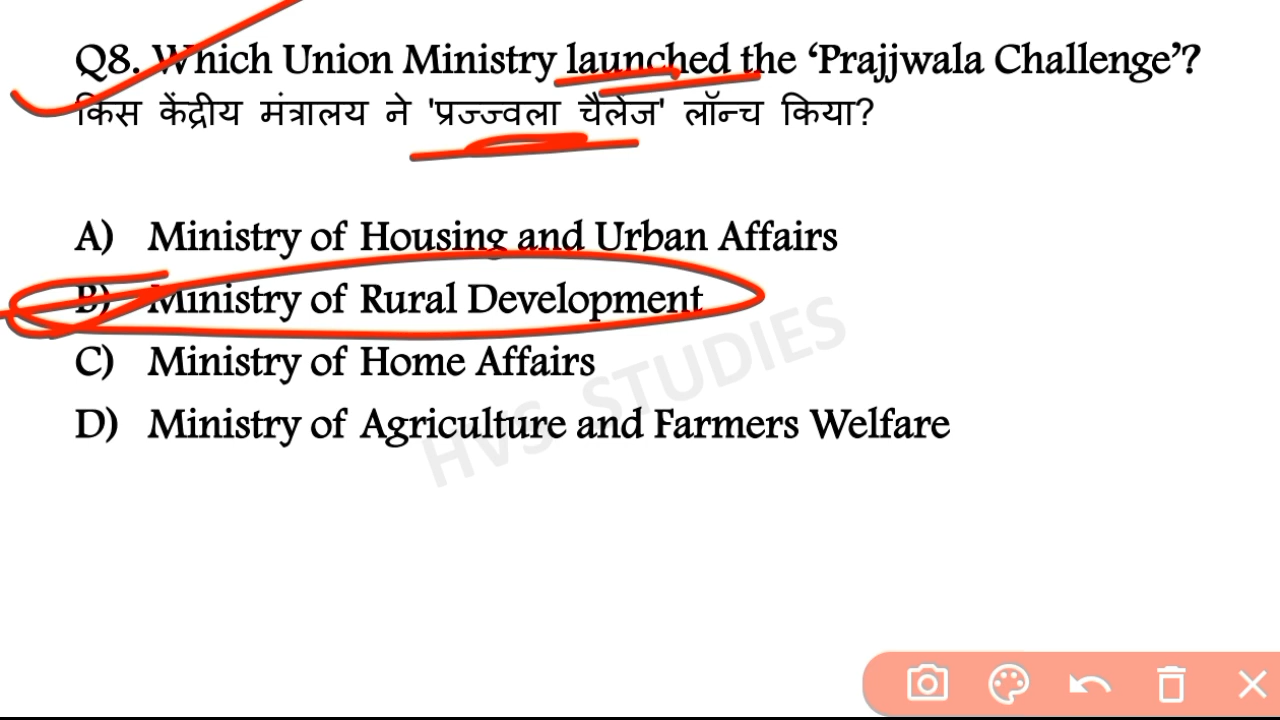 Q8. Which Union Ministry launched the ‘Prajjwala Challenge’?
किस केंद्रीय मंत्रालय ने 'प्रज्ज्वला चैलेंज' लॉन्च किया?
A) Ministry of Housing and Urban Affairs
B) Ministry of Rural Development
C) Ministry of Home Affairs
D) Ministry of Agriculture and Farmers Welfare
HVS STUDIES